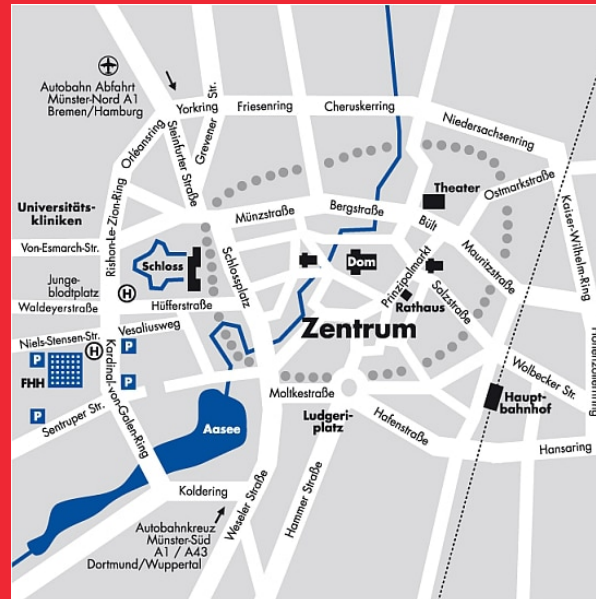 Autobahn Abfahrt
Münster-Nord A1
Bremen/Hamburg
Yorkring
Friesenring
Cheruskerring
Niedersachsenring
Orléansring
Steinfurter Straße
Grevener Str.
Universitäts-
kliniken
Rishon-Le-Zion-Ring
Theater
Ostmarkstraße
Kaiser-Wilhelm-Ring
Münzstraße
Bergstraße
Bült
Mauritzstraße
Von-Esmarch-Str.
Schloss
Schlossplatz
Dom
Prinzipalmarkt
Salzstraße
Rathaus
Junge-
blodtplatz
H
Waldeyerstraße
Hüfferstraße
Zentrum
Hohenzollernring
Niels-Stensen-Str.
Vesaliusweg
H
P
P
FHH
P
P
Kardinal-von-Galen-Ring
Wolbecker Str.
Sentruper Str.
Moltkestraße
Haupt-
bahnhof
Aasee
Ludgeri-
platz
Hafenstraße
Hansaring
Koldering
Weseler Straße
Hammer Straße
Autobahnkreuz
Münster-Süd
A1 / A43
Dortmund/Wuppertal